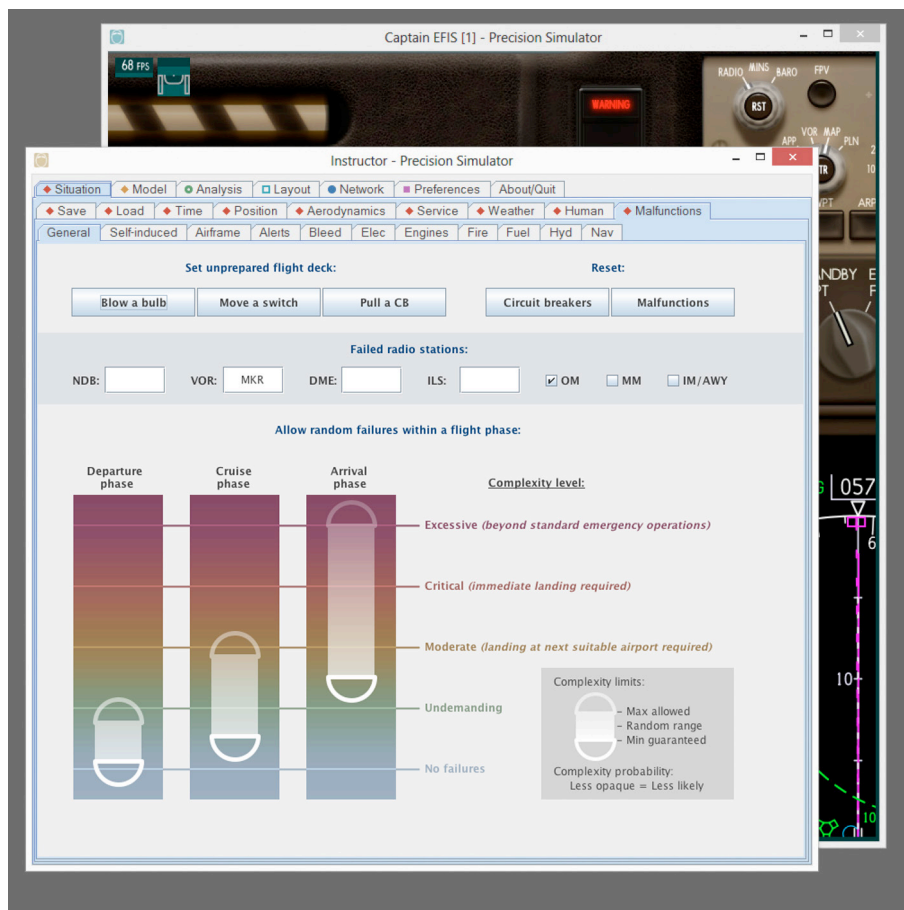 Captain EFIS [1] - Precision Simulator
68 FPS
WARNING
RADIO MINS BARO FPV
RST
APP VOR MAP PLN
Instructor - Precision Simulator
Situation Model Analysis Layout Network Preferences About/Quit
Save Load Time Position Aerodynamics Service Weather Human Malfunctions
General Self-induced Airframe Alerts Bleed Elec Engines Fire Fuel Hyd Nav
Set unprepared flight deck: Reset:
Blow a bulb Move a switch Pull a CB Circuit breakers Malfunctions
Failed radio stations:
NDB: VOR: MKR DME: ILS: OM MM IM/AWY
Allow random failures within a flight phase:
Departure phase Cruise phase Arrival phase Complexity level:
Excessive (beyond standard emergency operations)
Critical (immediate landing required)
Moderate (landing at next suitable airport required)
Undemanding
No failures
Complexity limits:
– Max allowed
– Random range
– Min guaranteed
Complexity probability:
Less opaque = Less likely
057
6
10
10